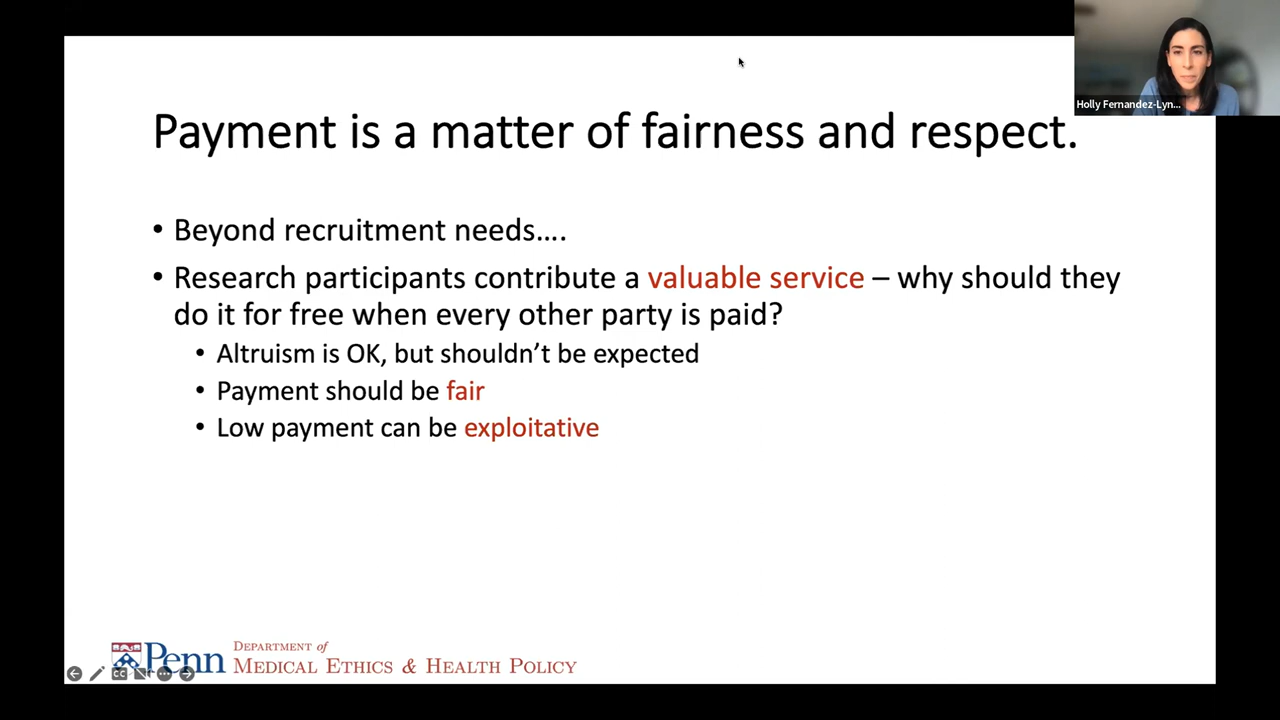 Holly Fernandez-Lyn...
Payment is a matter of fairness and respect.
• Beyond recruitment needs….
• Research participants contribute a valuable service – why should they
do it for free when every other party is paid?
• Altruism is OK, but shouldn’t be expected
• Payment should be fair
• Low payment can be exploitative
Penn
DEPARTMENT of
MEDICAL ETHICS & HEALTH POLICY
CC